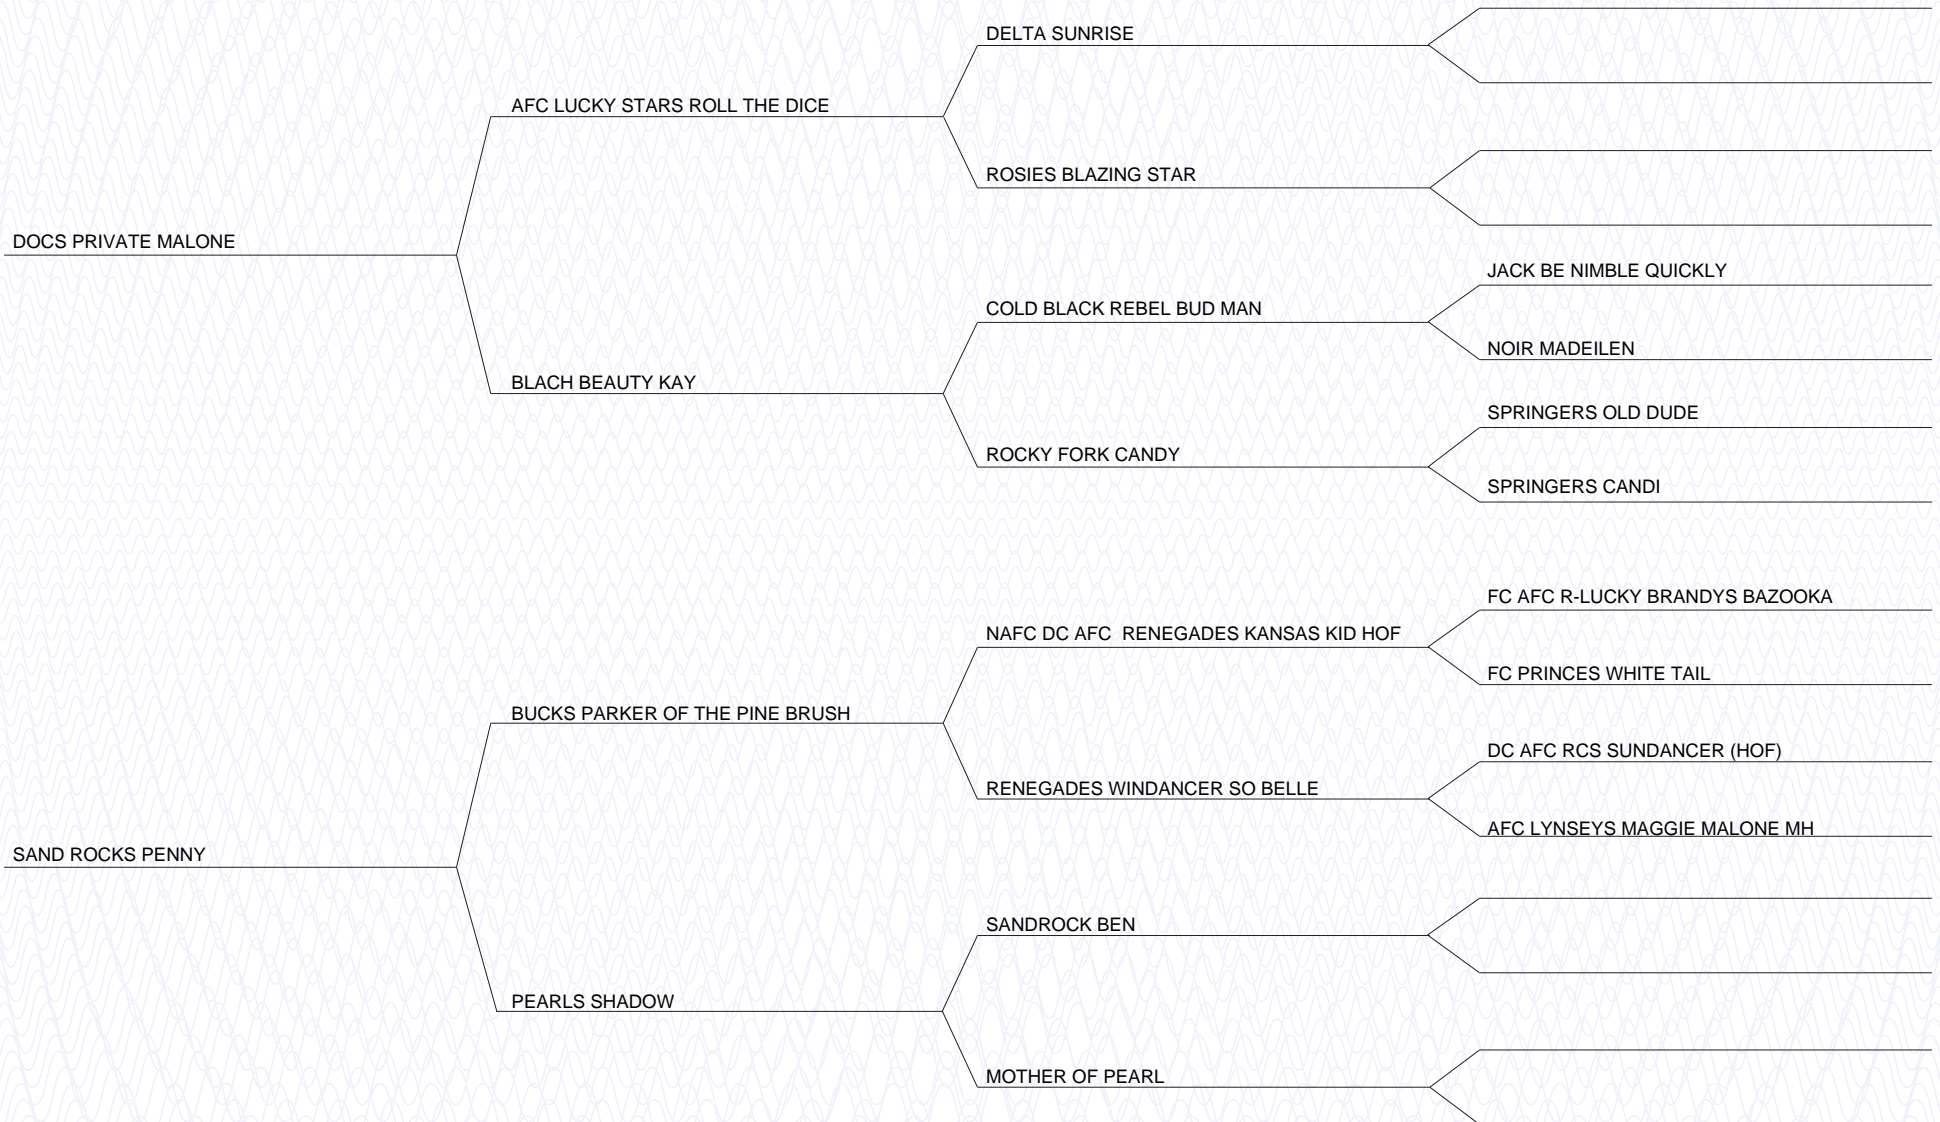 DELTA SUNRISE
AFC LUCKY STARS ROLL THE DICE
ROSIES BLAZING STAR
DOCS PRIVATE MALONE
JACK BE NIMBLE QUICKLY
COLD BLACK REBEL BUD MAN
NOIR MADEILEN
BLACH BEAUTY KAY
SPRINGERS OLD DUDE
ROCKY FORK CANDY
SPRINGERS CANDI
FC AFC R-LUCKY BRANDYS BAZOOKA
NAFC DC AFC  RENEGADES KANSAS KID HOF
FC PRINCES WHITE TAIL
BUCKS PARKER OF THE PINE BRUSH
DC AFC RCS SUNDANCER (HOF)
RENEGADES WINDANCER SO BELLE
AFC LYNSEYS MAGGIE MALONE MH
SAND ROCKS PENNY
SANDROCK BEN
PEARLS SHADOW
MOTHER OF PEARL